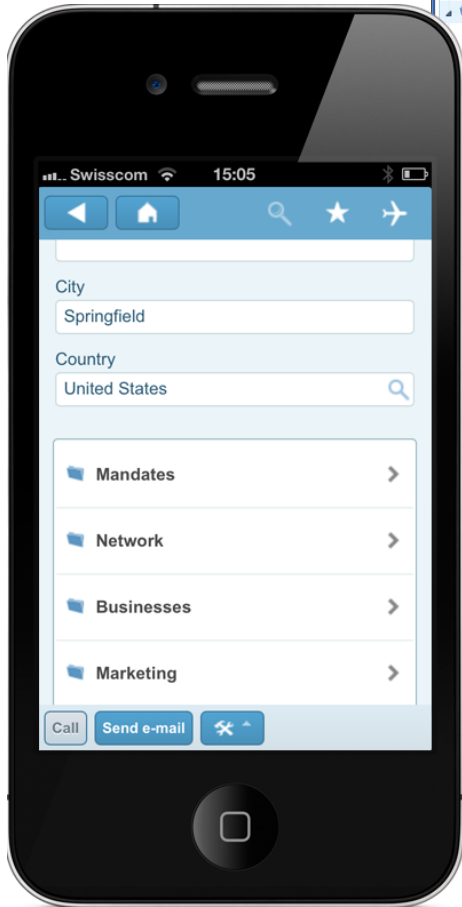 Swisscom 15:05
City
Springfield
Country
United States
Mandates
Network
Businesses
Marketing
Call Send e-mail